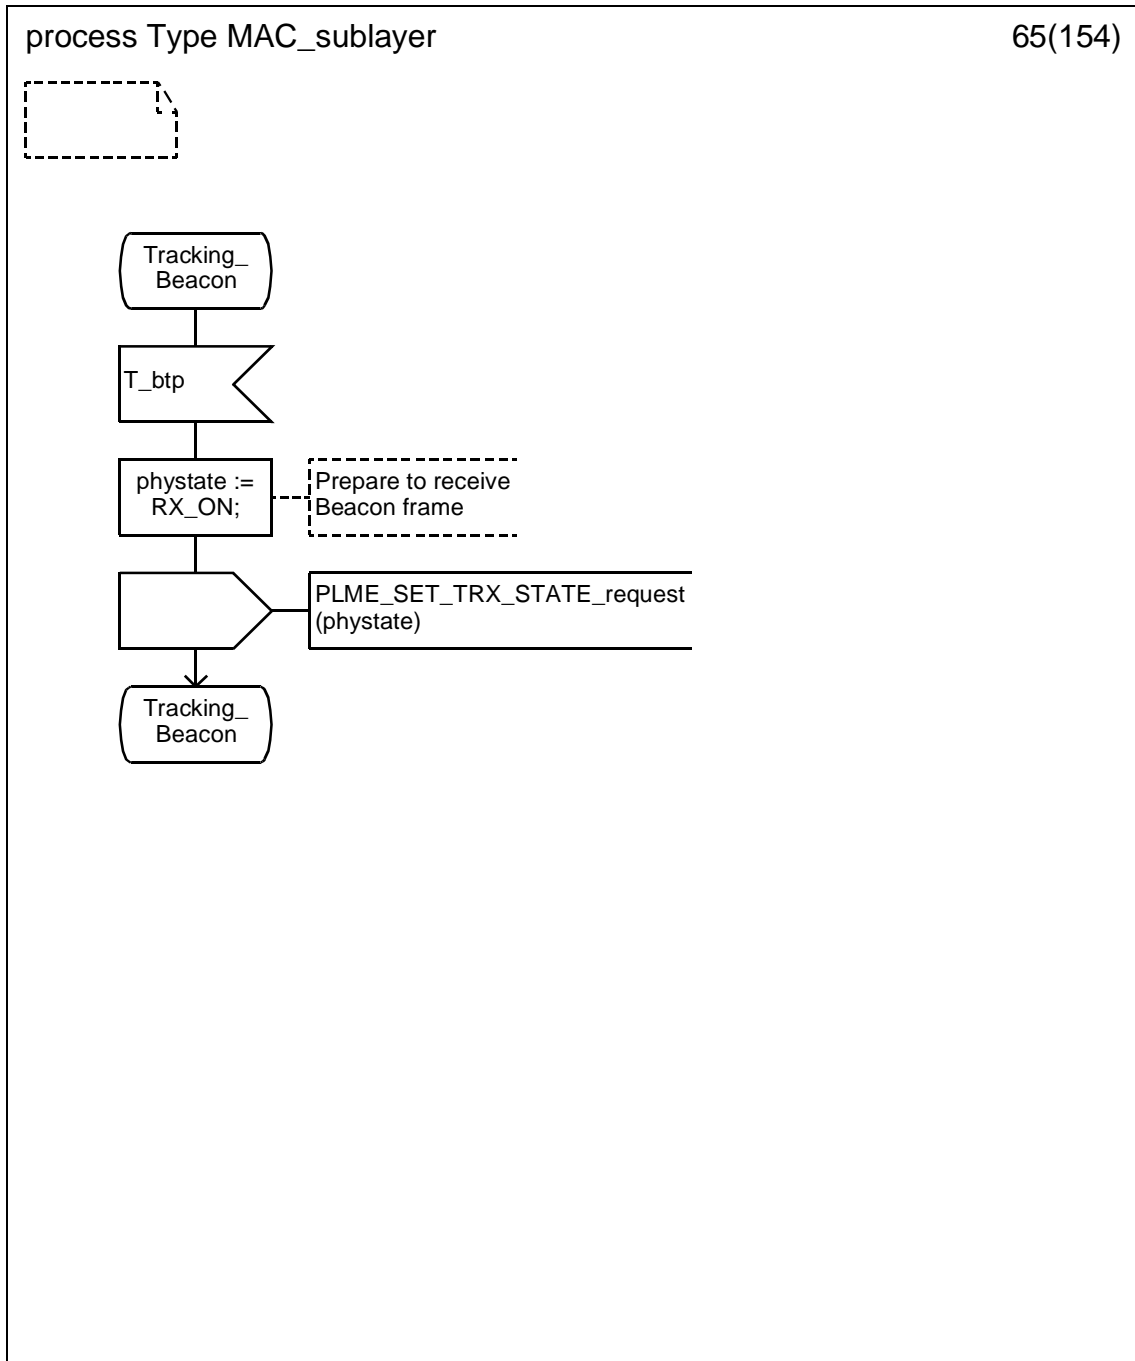 process Type MAC_sublayer
65(154)
Tracking_
Beacon
T_btp
phystate :=
RX_ON;
Prepare to receive
Beacon frame
PLME_SET_TRX_STATE_request
(phystate)
Tracking_
Beacon